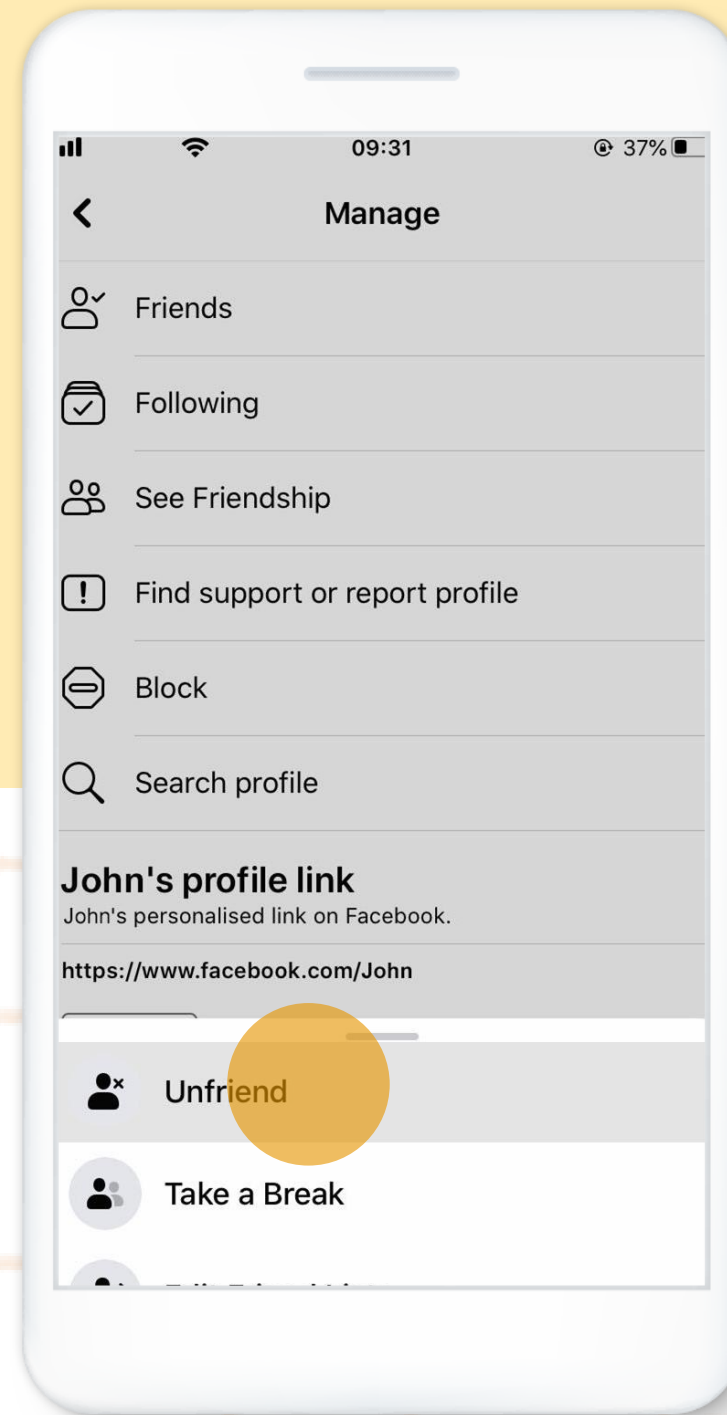 09:31
37%
Manage
Friends
Following
See Friendship
Find support or report profile
Block
Search profile
John's profile link
John's personalised link on Facebook.
https://www.facebook.com/John
Unfriend
Take a Break